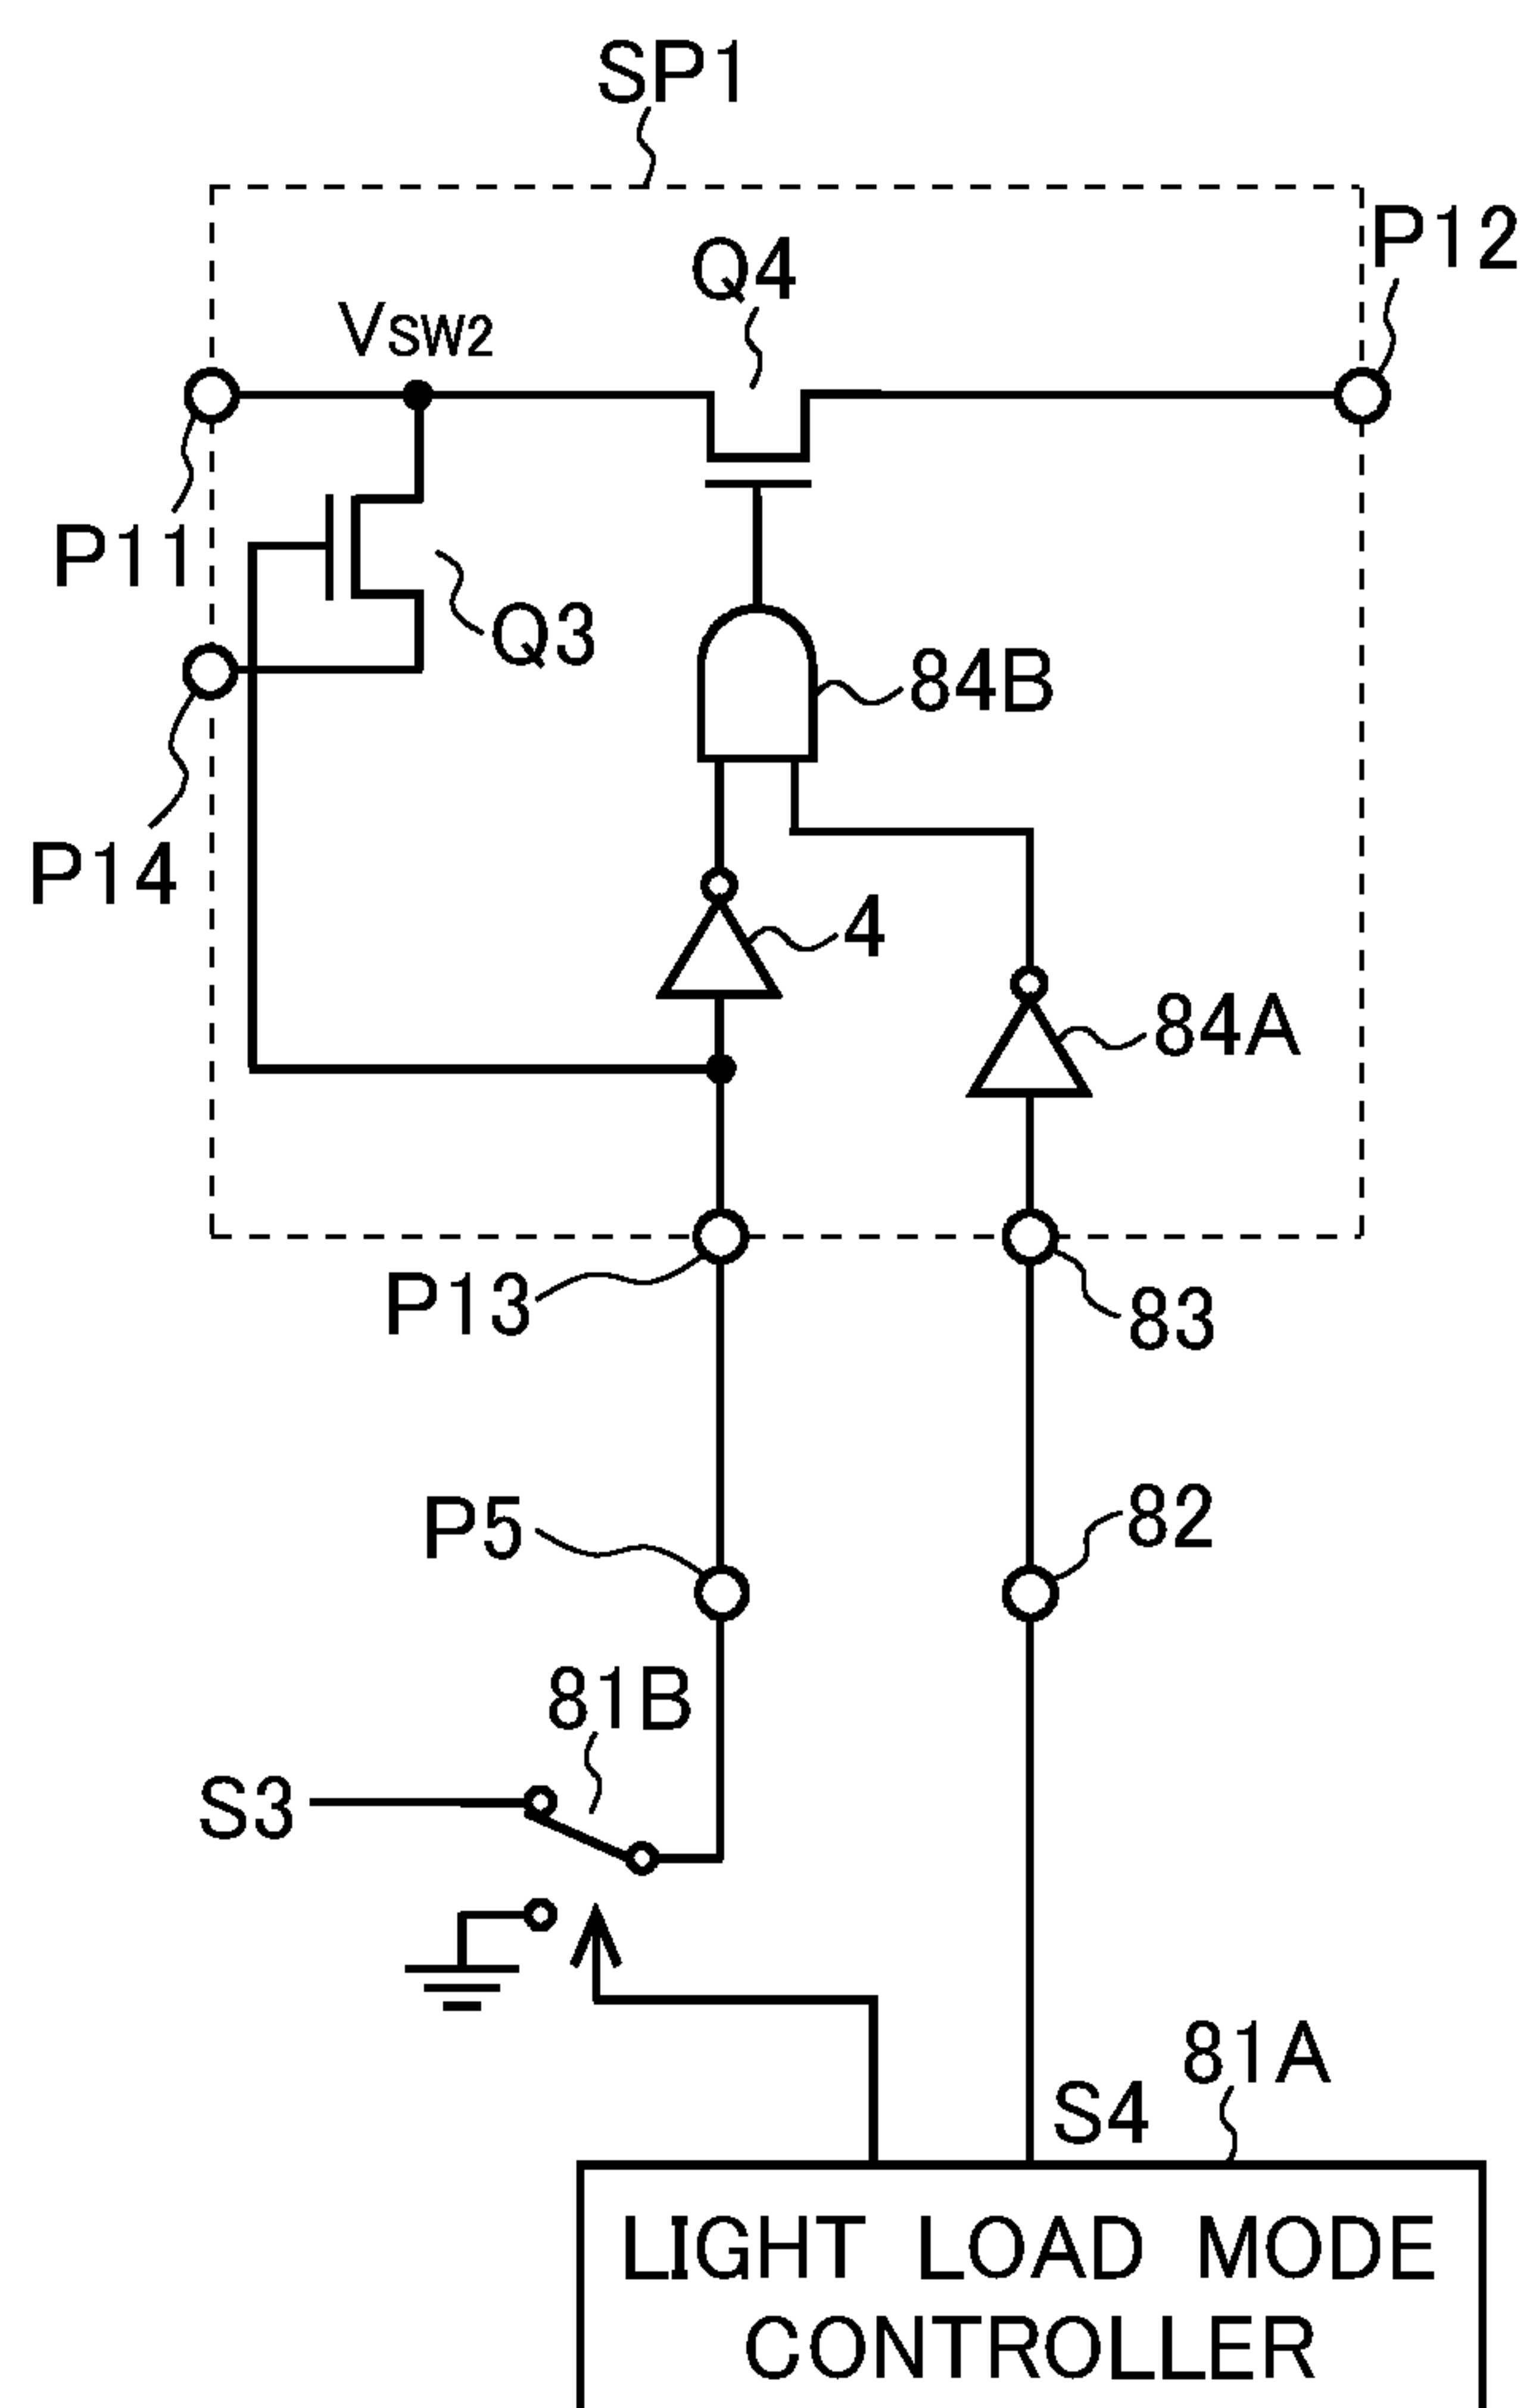 SP1
P12
Q4
VSW2
P11
Q3
84B
P14
4
84A
P13
83
P5
82
81B
S3
81A
S4
LIGHT LOAD MODE
CONTROLLER